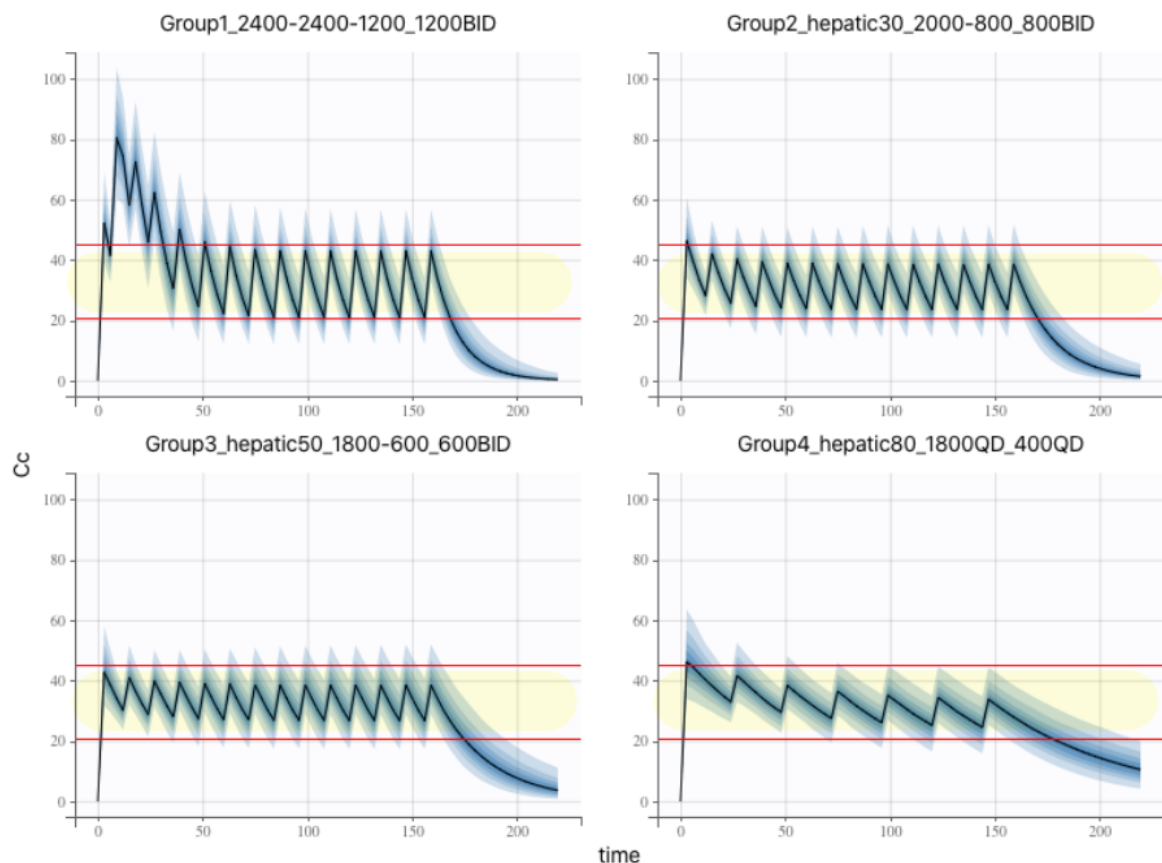 Group1_2400-2400-1200_1200BID
100
80
60
40
20
0
0 50 100 150 200
Group2_hepatic30_2000-800_800BID
100
80
60
40
20
0
0 50 100 150 200
Cc
Group3_hepatic50_1800-600_600BID
100
80
60
40
20
0
0 50 100 150 200
Group4_hepatic80_1800QD_400QD
100
80
60
40
20
0
0 50 100 150 200
time